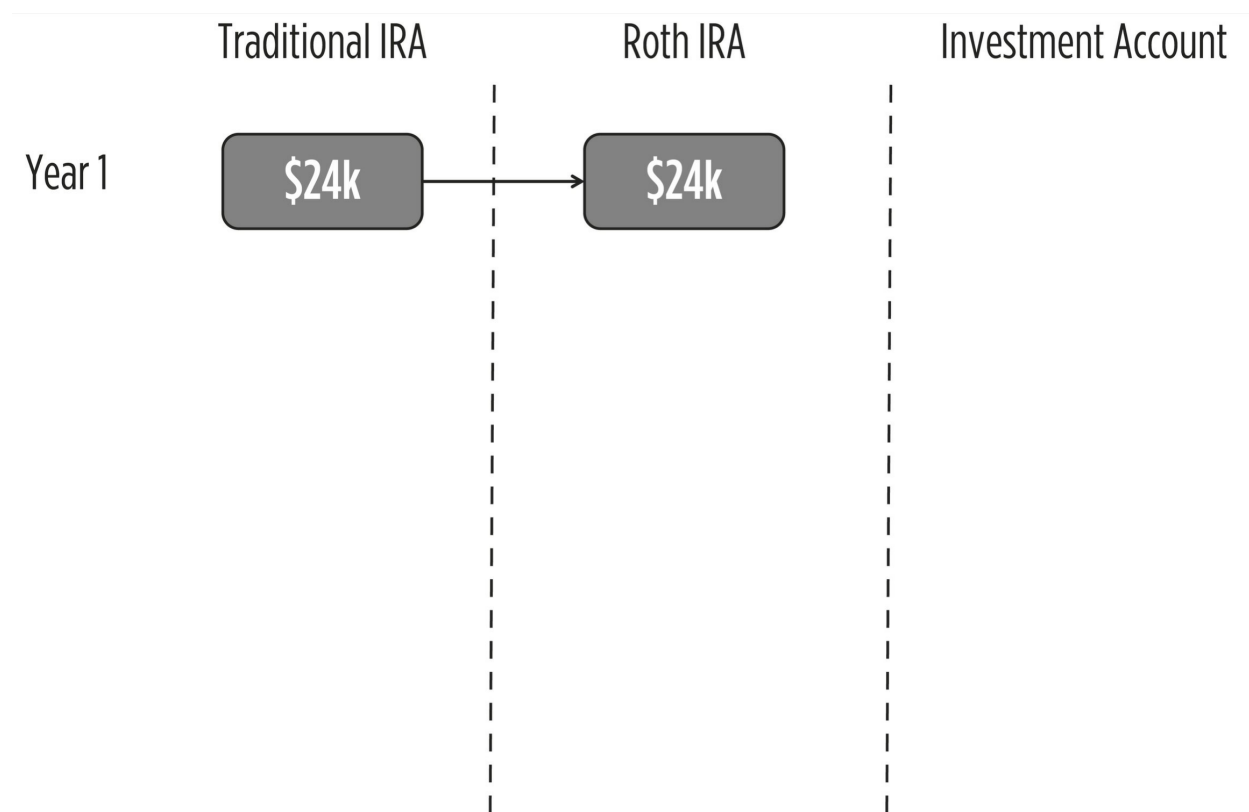 Traditional IRA
Roth IRA
Investment Account
Year 1
$24k
$24k